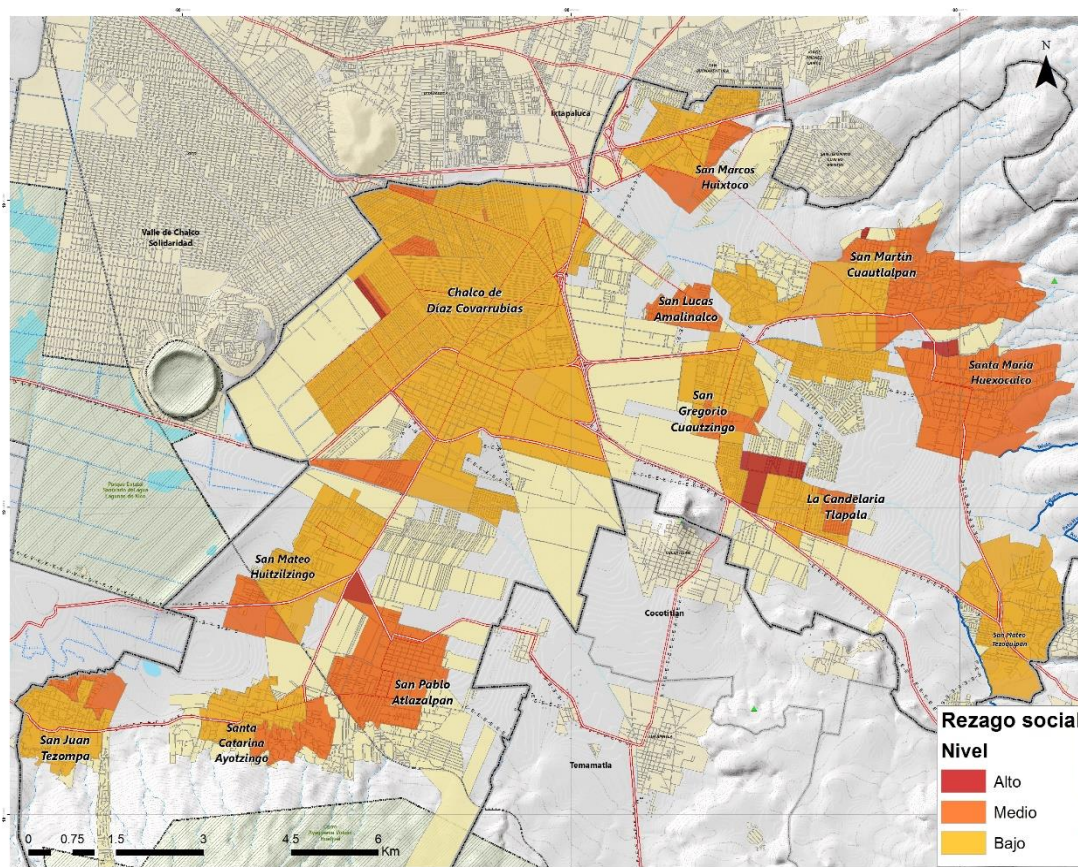 N
Ixtapaluca
San Marcos
Huixtoco
Valle de Chalco
Solidaridad
San Martín
Cuautlalpan
Chalco de
Díaz Covarrubias
San Lucas
Amalinalco
Santa María
Huexoculco
San
Gregorio
Cuautzingo
La Candelaria
Tlapala
San Mateo
Huitzilzingo
Cocotitlan
San Mateo
Tezoquipan
San Pablo
Atlazalpan
San Juan
Tezompa
Santa
Catarina
Ayotzingo
Temamatla
Rezago social
Nivel
Alto
Medio
Bajo
0 0.75 1.5 3 4.5 6
Km